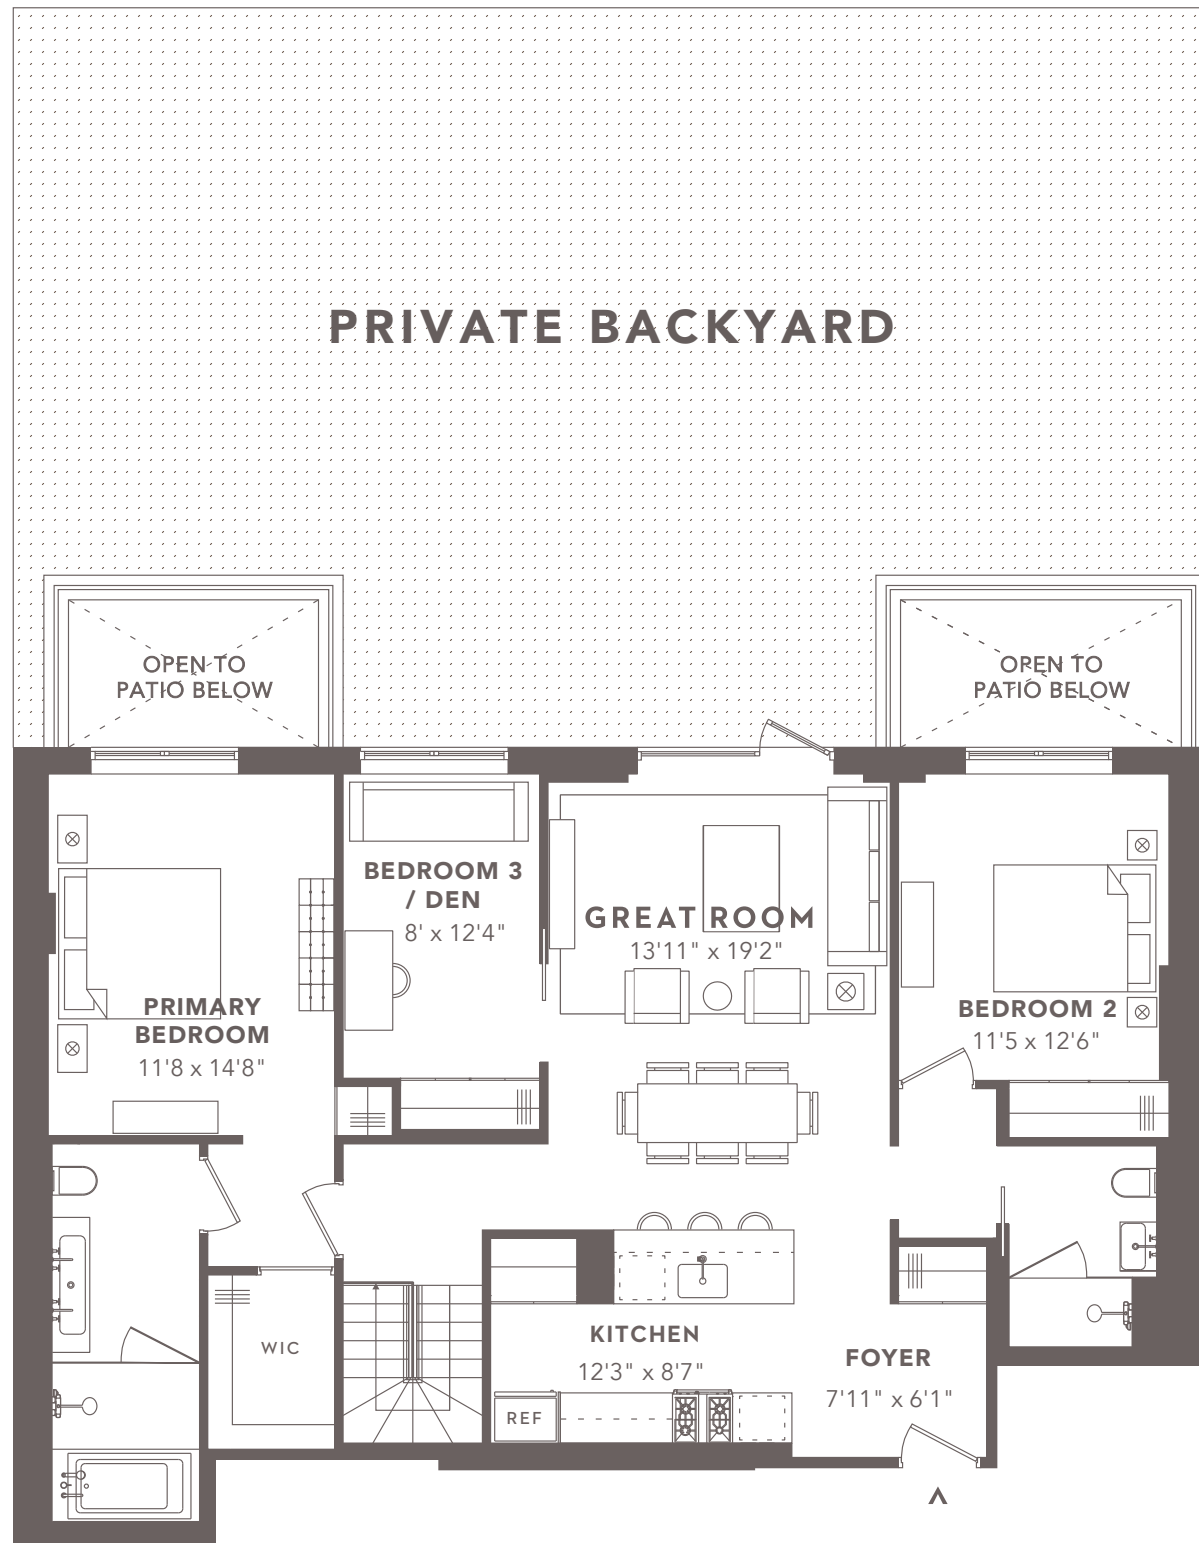 PRIVATE BACKYARD
OPEN TO
PATIO BELOW
OPEN TO
PATIO BELOW
BEDROOM 3
/ DEN
8' x 12'4"
GREAT ROOM
13'11" x 19'2"
PRIMARY
BEDROOM
11'8 x 14'8"
BEDROOM 2
11'5 x 12'6"
WIC
KITCHEN
12'3" x 8'7"
FOYER
7'11" x 6'1"
REF